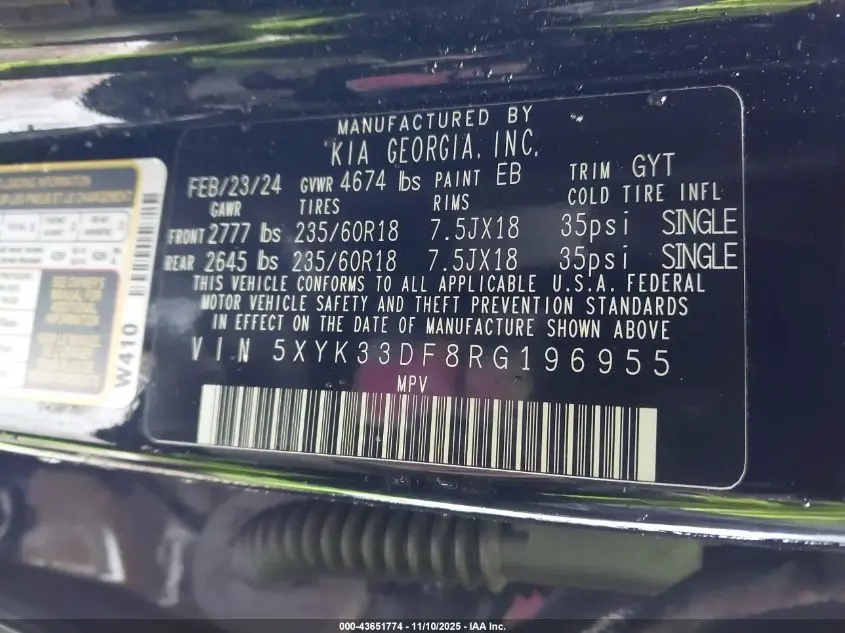 MANUFACTURED BY
KIA GEORGIA, INC.
FEB/23/24 GVWR 4674 lbs PAINT EB TRIM GYT
GAWR TIRES RIMS COLD TIRE INFL
FRONT 2777 lbs 235/60R18 7.5JX18 35psi SINGLE
REAR 2645 lbs 235/60R18 7.5JX18 35psi SINGLE
THIS VEHICLE CONFORMS TO ALL APPLICABLE U.S.A. FEDERAL
MOTOR VEHICLE SAFETY AND THEFT PREVENTION STANDARDS
IN EFFECT ON THE DATE OF MANUFACTURE SHOWN ABOVE
VIN 5XYK33DF8RG196955
MPV
W410
000-43651774 - 11/10/2025 - IAA Inc.